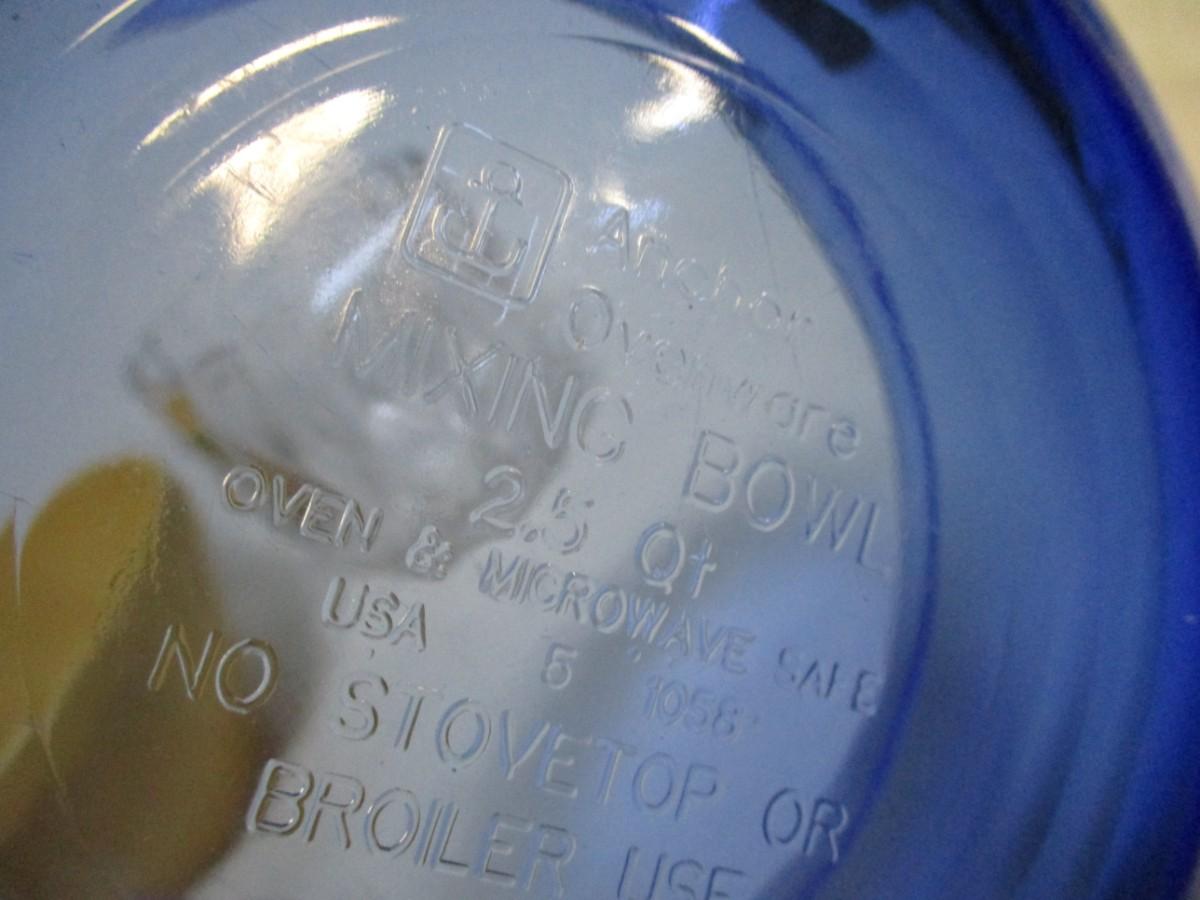 Anchor
Ovenware
MIXING BOWL
2.5 Qt
OVEN & MICROWAVE SAFE
USA 5 1058
NO STOVETOP OR
BROILER USE